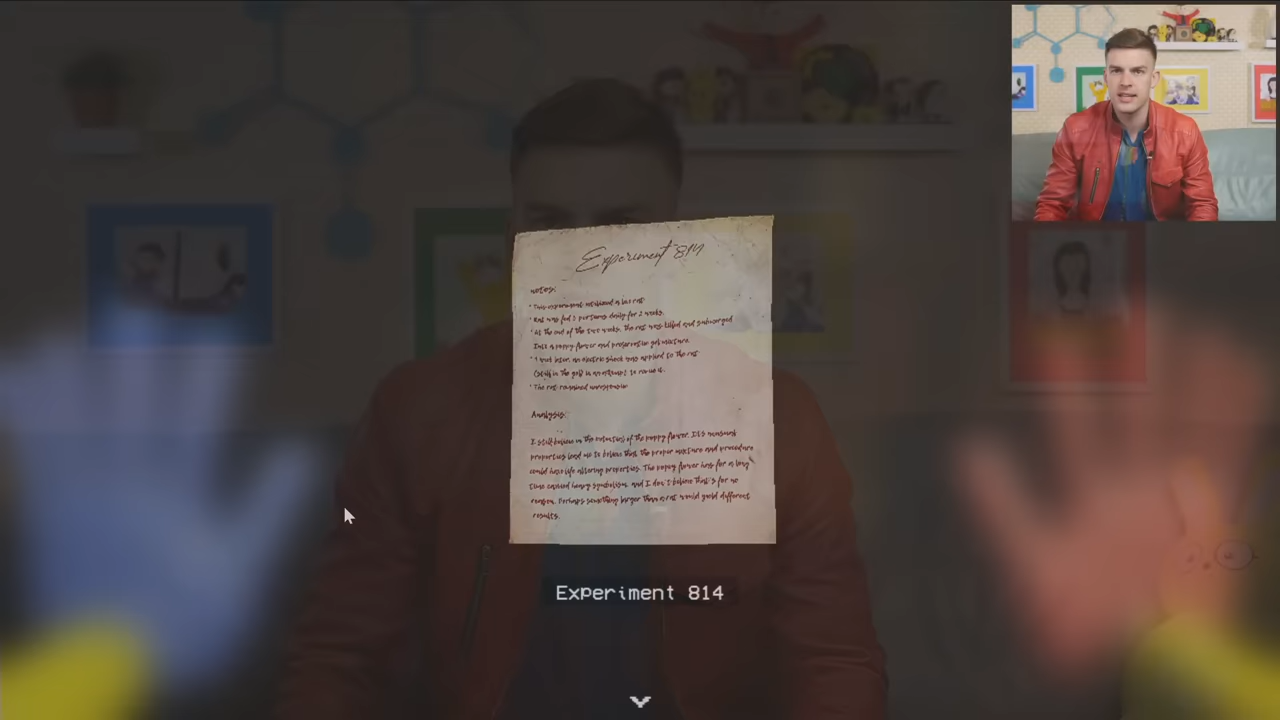 Experiment 814
notes:
* This experiment utilized a lab rat
* Rat was fed 3 portions daily for 2 weeks.
* At the end of the two weeks, the rat was killed and submerged
Into a poppy flower and preservative gel mixture.
* 1 week later, an electric shock was applied to the rat
(still in the gel) in an attempt to revive it.
* The rat remained unresponsive
Analysis:
I still believe in the potential of the poppy flower. It's unusual
properties lead me to believe that the proper mixture and procedure
could have life altering properties. The poppy flower has for a long
time carried heavy symbolism, and I don't believe that's for no
reason. Perhaps something larger than a rat would yield different
results.
Experiment 814